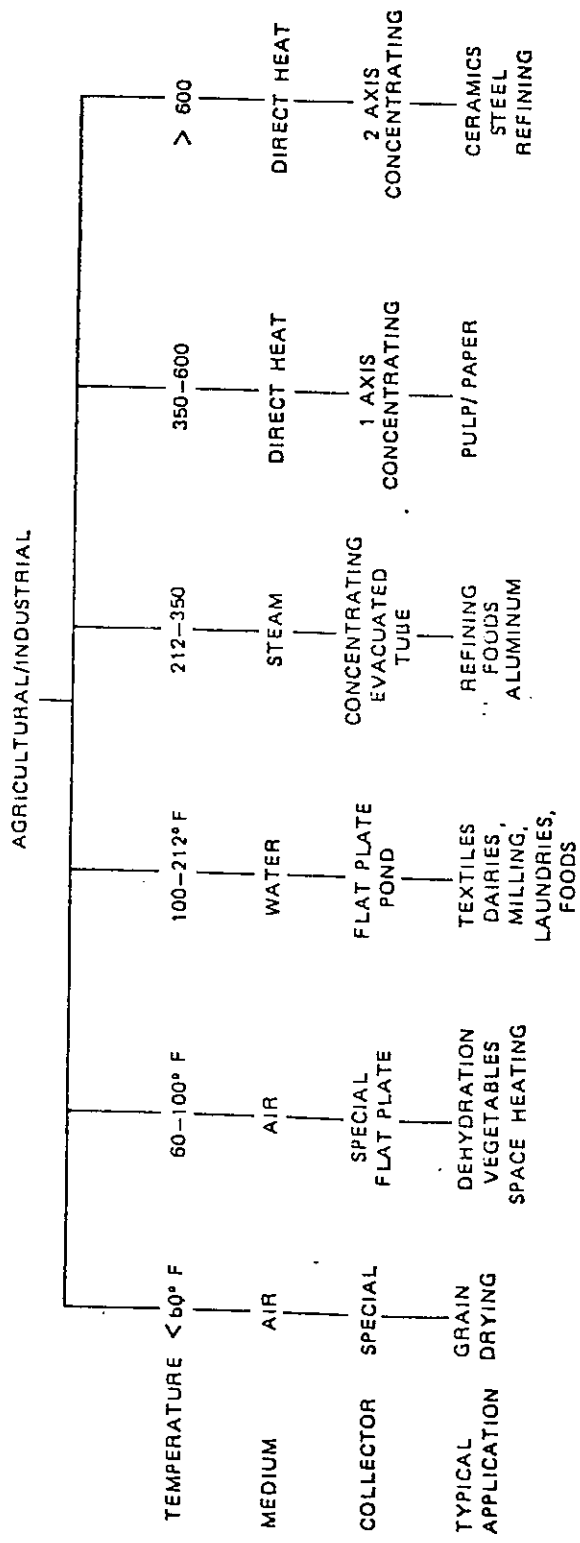 AGRICULTURAL/INDUSTRIAL
TEMPERATURE < 60° F
60–100° F
100–212° F
212–350
350–600
> 600
MEDIUM
AIR
AIR
WATER
STEAM
DIRECT HEAT
DIRECT HEAT
COLLECTOR
SPECIAL
SPECIAL
FLAT PLATE
FLAT PLATE
POND
CONCENTRATING
EVACUATED
TUBE
1 AXIS
CONCENTRATING
2 AXIS
CONCENTRATING
TYPICAL
APPLICATION
GRAIN
DRYING
DEHYDRATION
VEGETABLES
SPACE HEATING
TEXTILES
DAIRIES,
MILLING,
LAUNDRIES,
FOODS
REFINING
FOODS
ALUMINUM
PULP/PAPER
CERAMICS
STEEL
REFINING